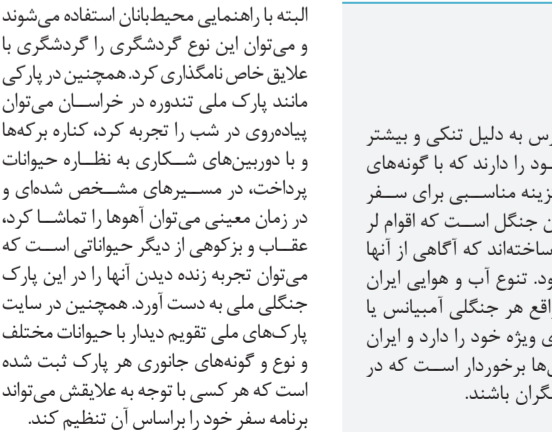 البته با راهنمایی محیط‌بانان استفاده می‌شوند
و می‌توان این نوع گردشگری را گردشگری با
علایق خاص نامگذاری کرد. همچنین در پارکی
مانند پارک ملی تندوره در خراسان می‌توان
پیاده‌روی در شب را تجربه کرد، کناره برکه‌ها
و با دوربین‌های شکاری به نظاره حیوانات
پرداخت، در مسیرهای مشخص شده‌ای و
در زمان معینی می‌توان آهوها را تماشا کرد،
عقاب و بزکوهی از دیگر حیواناتی است که
می‌توان تجربه زنده دیدن آنها را در این پارک
جنگلی ملی به دست آورد. همچنین در سایت
پارک‌های ملی تقویم دیدار با حیوانات مختلف
و نوع و گونه‌های جانوری هر پارک ثبت شده
است که هر کسی با توجه به علایقش می‌تواند
برنامه سفر خود را براساس آن تنظیم کند.
به دلیل تنکی و بیشتر
را دارند که با گونه‌های
مناسبی برای سفر
جنگل است که اقوام لر
ساخته‌اند که آگاهی از آنها
تنوع آب و هوایی ایران
هر جنگلی آمبیانس یا
ویژه خود را دارد و ایران
برخوردار است که در
باشند.